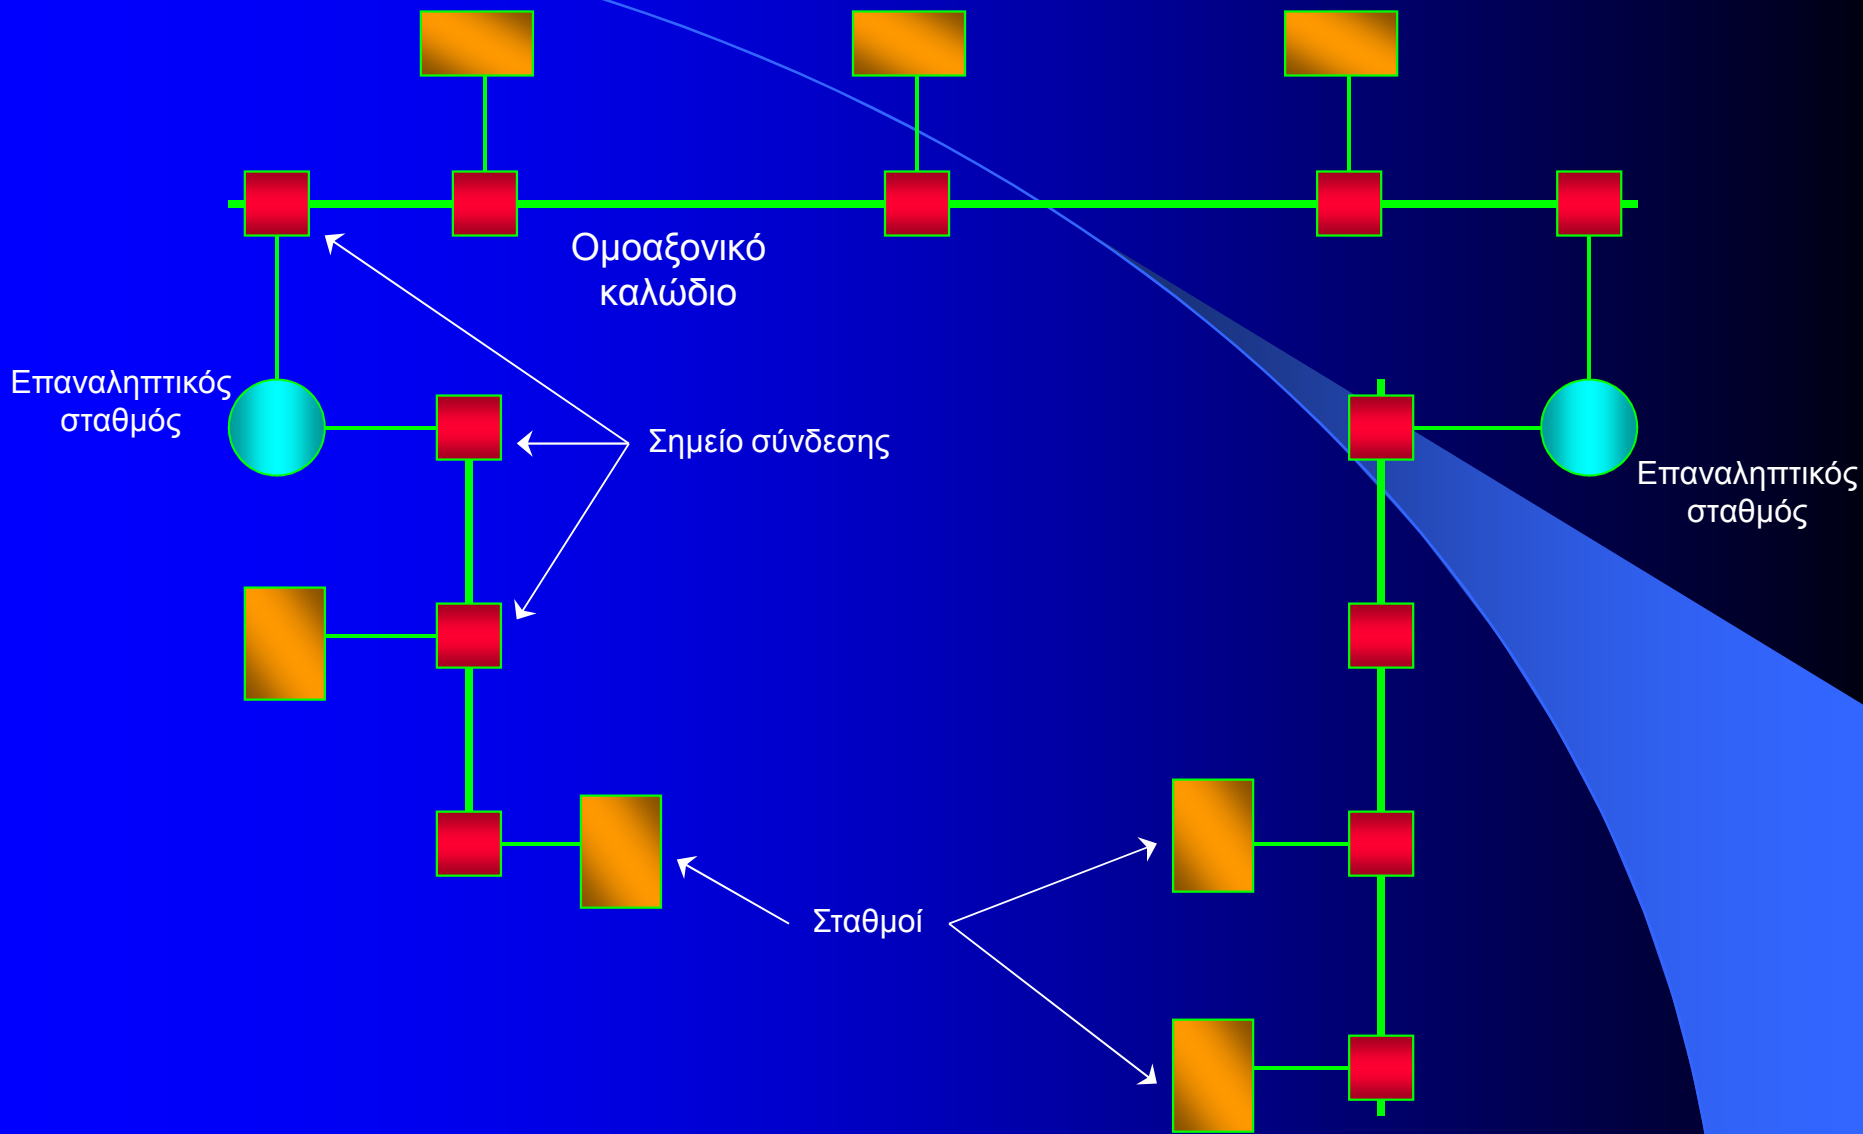 Ομοαξονικό
καλώδιο
Επαναληπτικός
σταθμός
Σημείο σύνδεσης
Επαναληπτικός
σταθμός
Σταθμοί